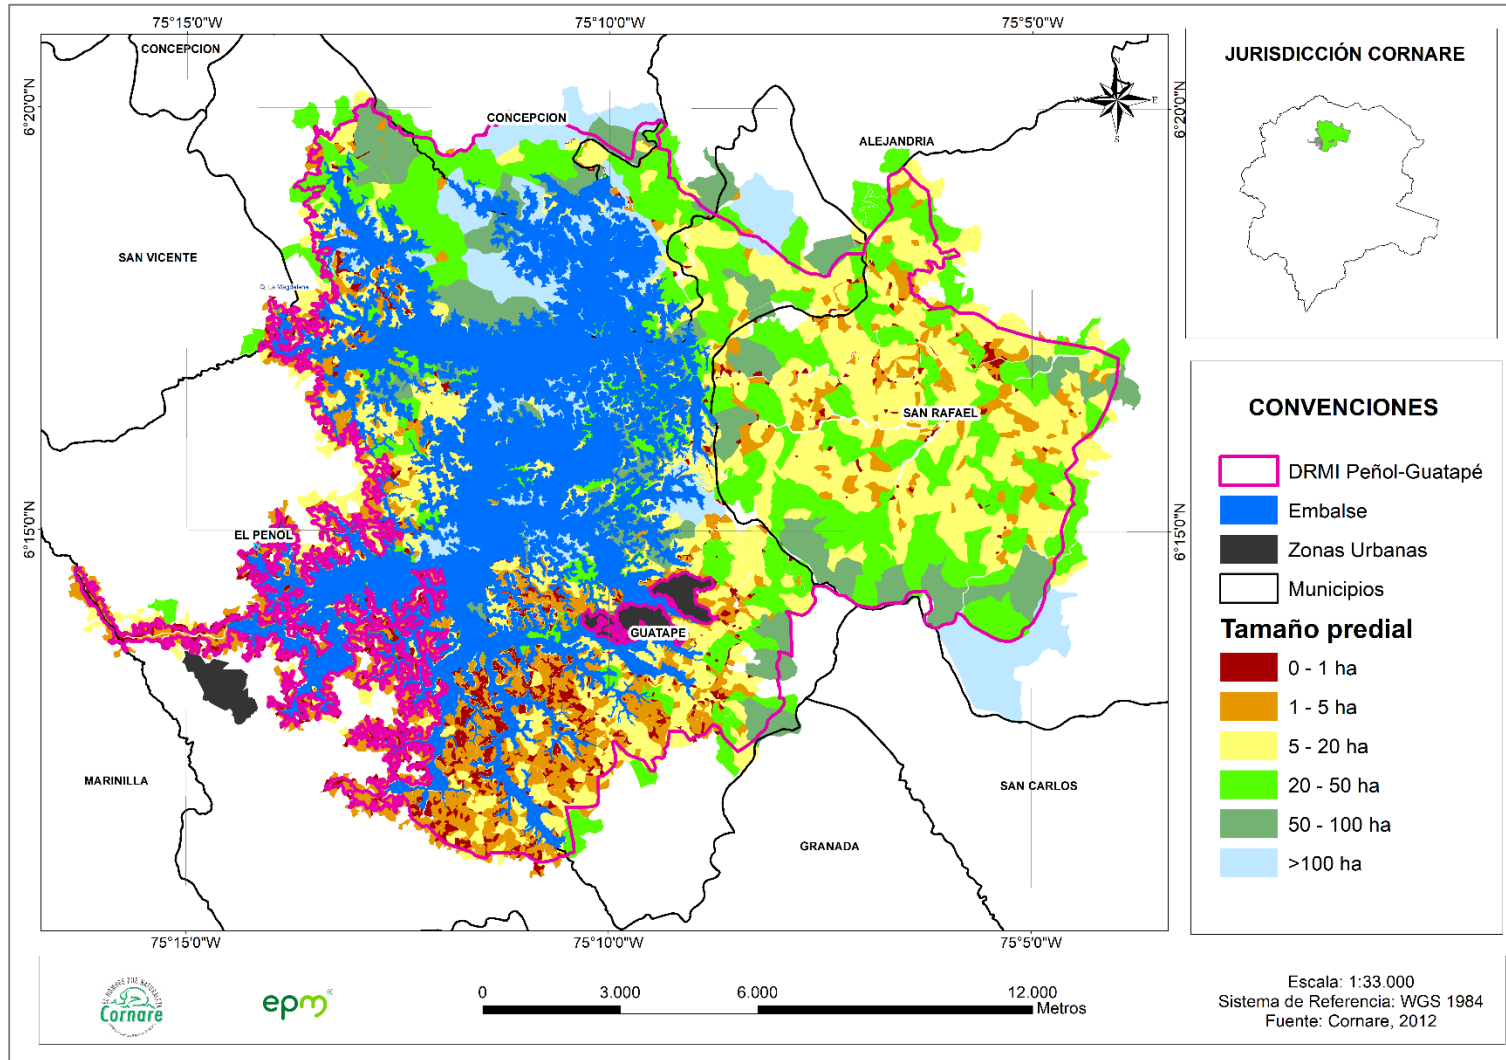 75°15'0"W
75°10'0"W
75°5'0"W
6°20'0"N
6°20'0"N
CONCEPCION
CONCEPCION
ALEJANDRIA
SAN VICENTE
Q. La Magdalena
SAN RAFAEL
EL PEÑOL
GUATAPE
MARINILLA
SAN CARLOS
GRANADA
6°15'0"N
6°15'0"N
75°15'0"W
75°10'0"W
75°5'0"W
N
W
E
S
JURISDICCIÓN CORNARE
CONVENCIONES
DRMI Peñol-Guatapé
Embalse
Zonas Urbanas
Municipios
Tamaño predial
0 - 1 ha
1 - 5 ha
5 - 20 ha
20 - 50 ha
50 - 100 ha
>100 ha
Cornare
epm®
0
3.000
6.000
12.000
Metros
Escala: 1:33.000
Sistema de Referencia: WGS 1984
Fuente: Cornare, 2012